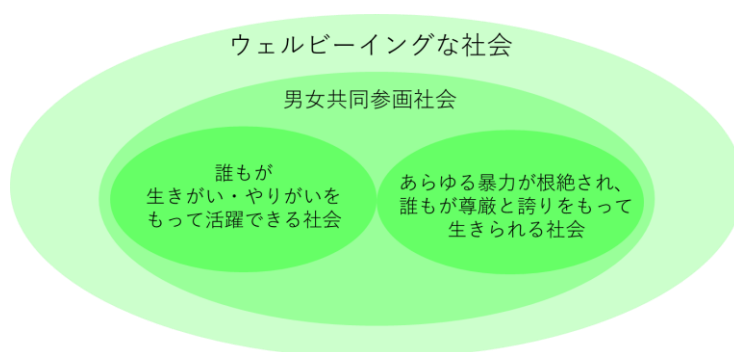 ウェルビーイングな社会
男女共同参画社会
誰もが
生きがい・やりがいを
もって活躍できる社会
あらゆる暴力が根絶され、
誰もが尊厳と誇りをもって
生きられる社会